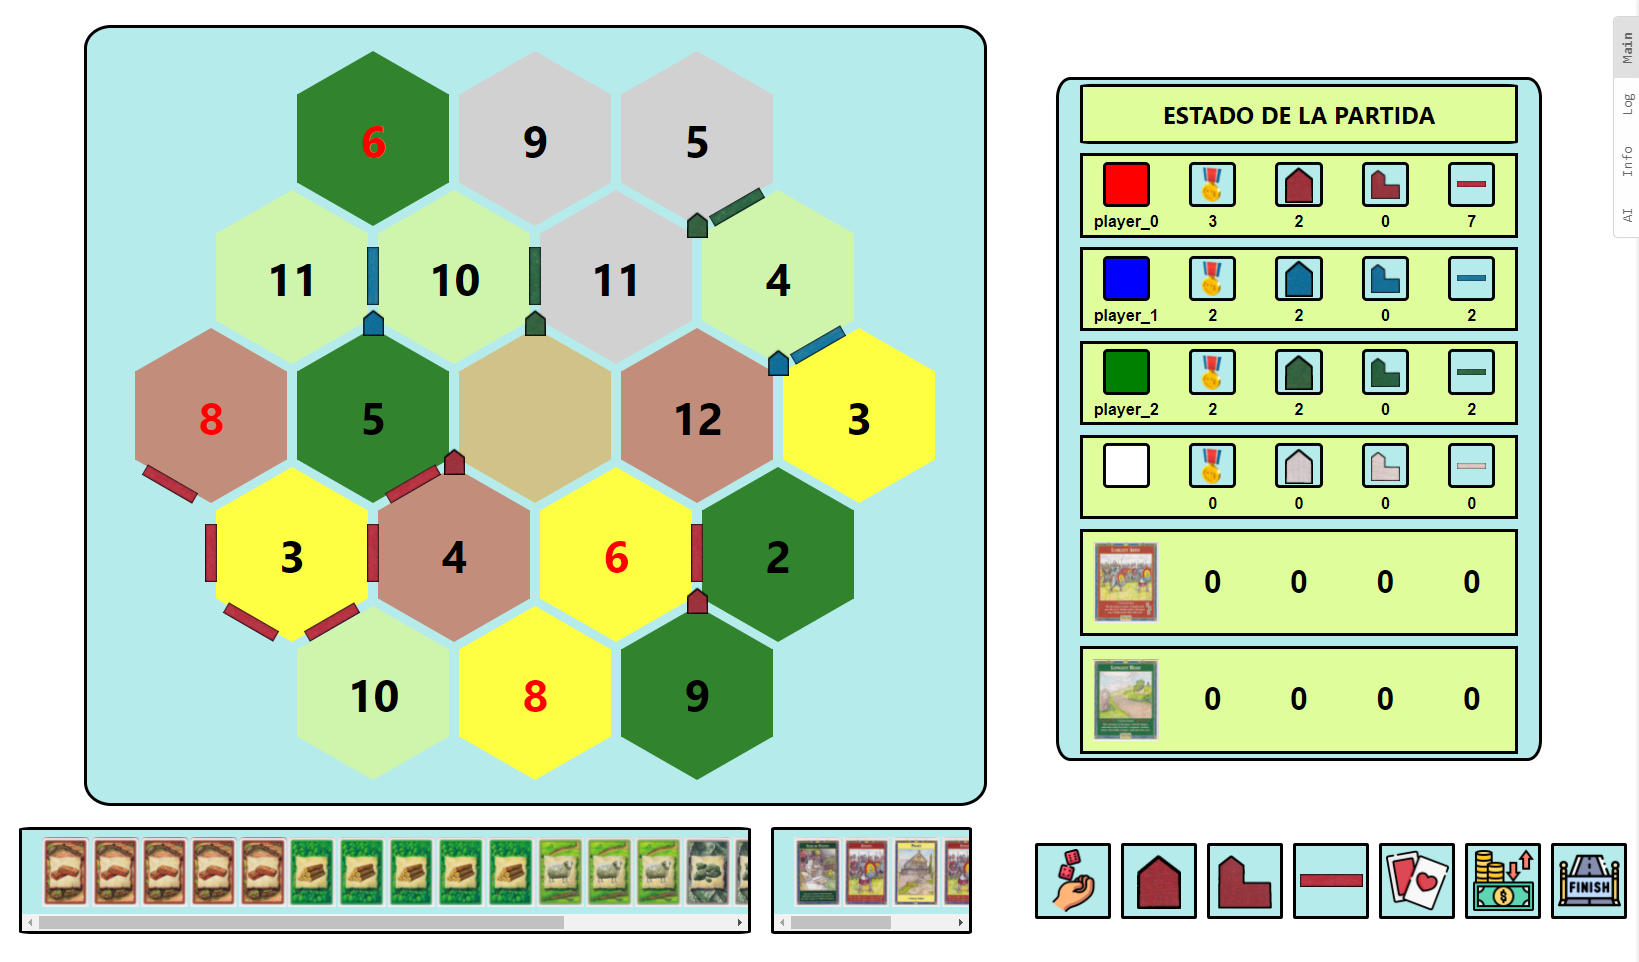 6 9 5
11 10 11 4
8 5 12 3
3 4 6 2
10 8 9
ESTADO DE LA PARTIDA
player_0 3 2 0 7
player_1 2 2 0 2
player_2 2 2 0 2
0 0 0 0
0 0 0 0
0 0 0 0
FINISH
Main
Log
Info
AI